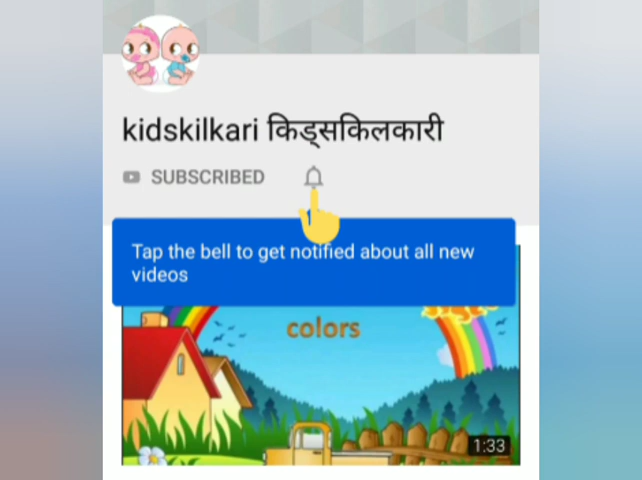 kidskilkari किड्सकिलकारी
SUBSCRIBED
Tap the bell to get notified about all new
videos
colors
1:33